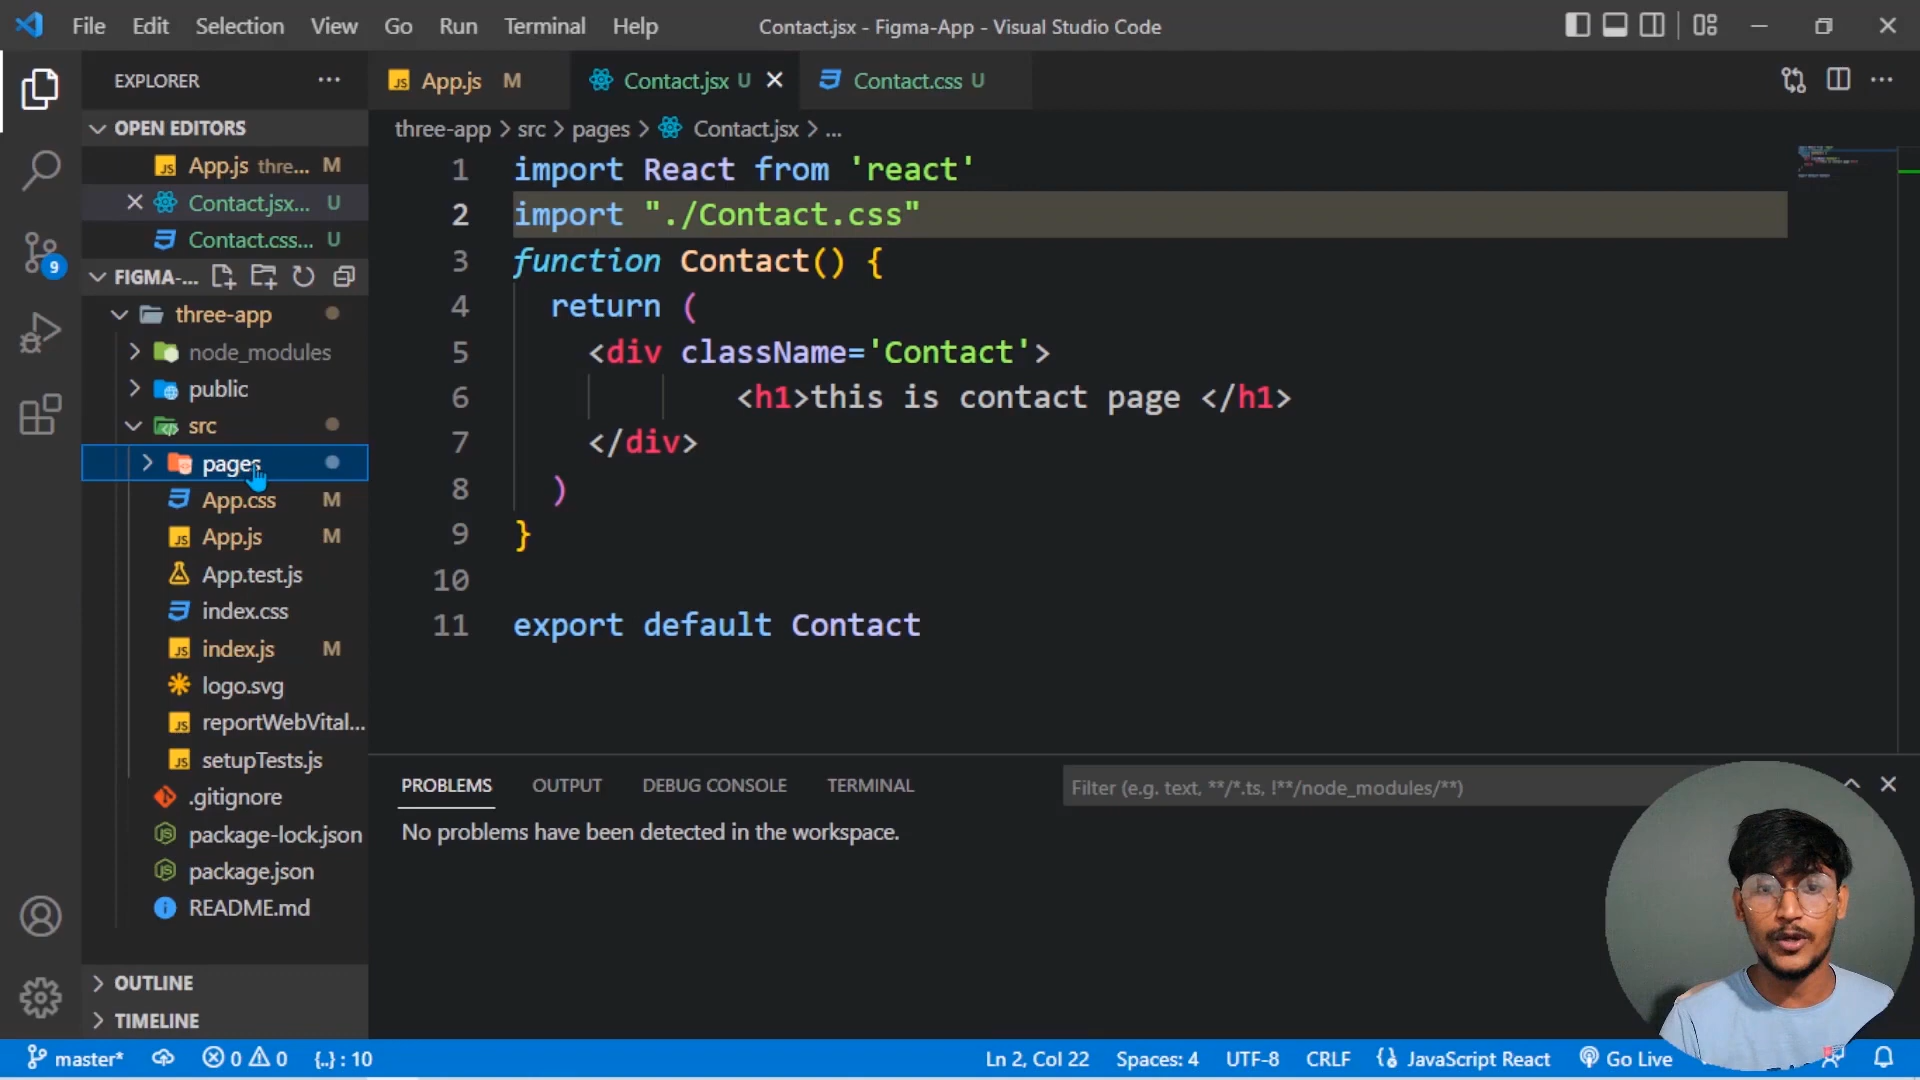 File Edit Selection View Go Run Terminal Help
Contact.jsx - Figma-App - Visual Studio Code
EXPLORER
OPEN EDITORS
App.js three... M
Contact.jsx... U
Contact.css... U
FIGMA-...
three-app
node_modules
public
src
pages
App.css M
App.js M
App.test.js
index.css
index.js M
logo.svg
reportWebVital...
setupTests.js
.gitignore
package-lock.json
package.json
README.md
OUTLINE
TIMELINE
9
App.js M
Contact.jsx U
Contact.css U
three-app > src > pages > Contact.jsx > ...
1 import React from 'react'
2 import "./Contact.css"
3 function Contact() {
4 return (
5 <div className='Contact'>
6 <h1>this is contact page </h1>
7 </div>
8 )
9 }
10
11 export default Contact
PROBLEMS OUTPUT DEBUG CONSOLE TERMINAL
Filter (e.g. text, **/*.ts, !**/node_modules/**)
No problems have been detected in the workspace.
master* 0 0 {..} : 10
Ln 2, Col 22 Spaces: 4 UTF-8 CRLF JavaScript React Go Live